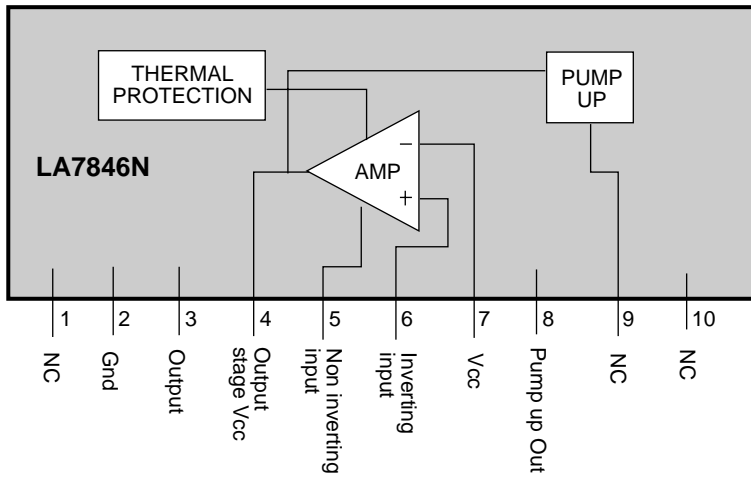 THERMAL
PROTECTION
PUMP
UP
LA7846N
AMP
−
+
1
2
3
4
5
6
7
8
9
10
NC
Gnd
Output
Output
stage Vcc
Non inverting
input
Inverting
input
Vcc
Pump up Out
NC
NC